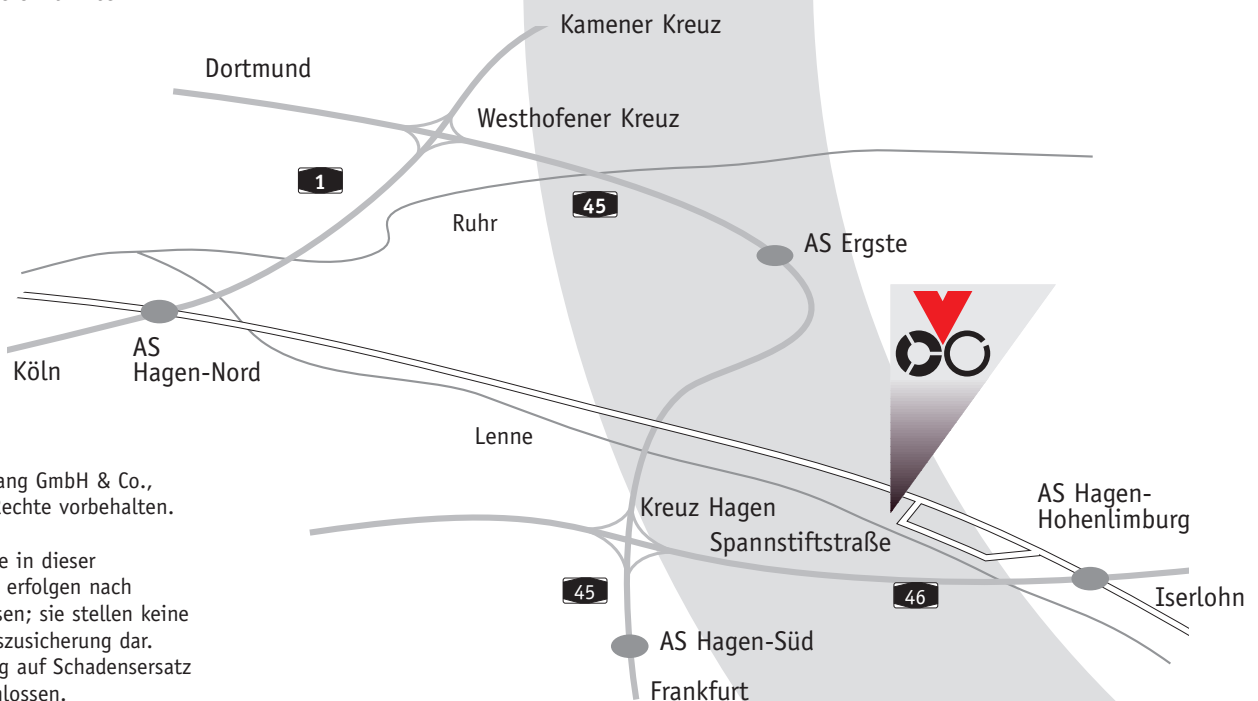 Kamener Kreuz
Dortmund
Westhofener Kreuz
1
45
Ruhr
AS Ergste
Köln
AS
Hagen-Nord
Lenne
ang GmbH & Co.,
Rechte vorbehalten.
AS Hagen-
Hohenlimburg
Kreuz Hagen
Spannstiftstraße
e in dieser
erfolgen nach
sen; sie stellen keine
szusicherung dar.
g auf Schadensersatz
lossen.
45
46
Iserlohn
AS Hagen-Süd
Frankfurt